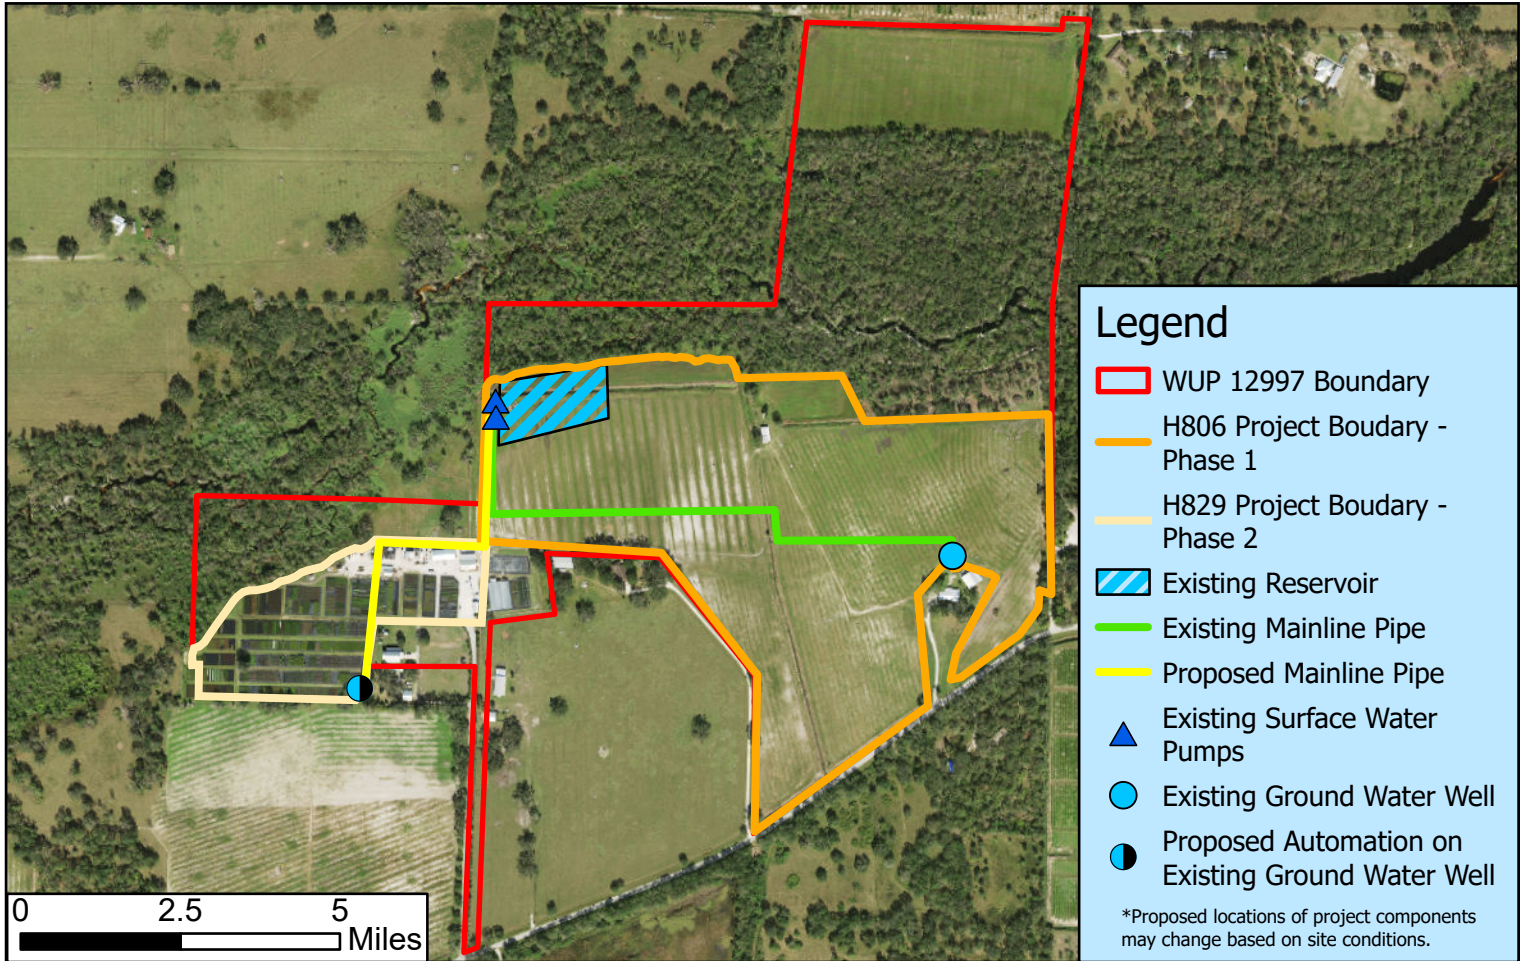 Legend
WUP 12997 Boundary
H806 Project Boudary -
Phase 1
H829 Project Boudary -
Phase 2
Existing Reservoir
Existing Mainline Pipe
Proposed Mainline Pipe
Existing Surface Water
Pumps
Existing Ground Water Well
Proposed Automation on
Existing Ground Water Well
*Proposed locations of project components
may change based on site conditions.
0 2.5 5
Miles